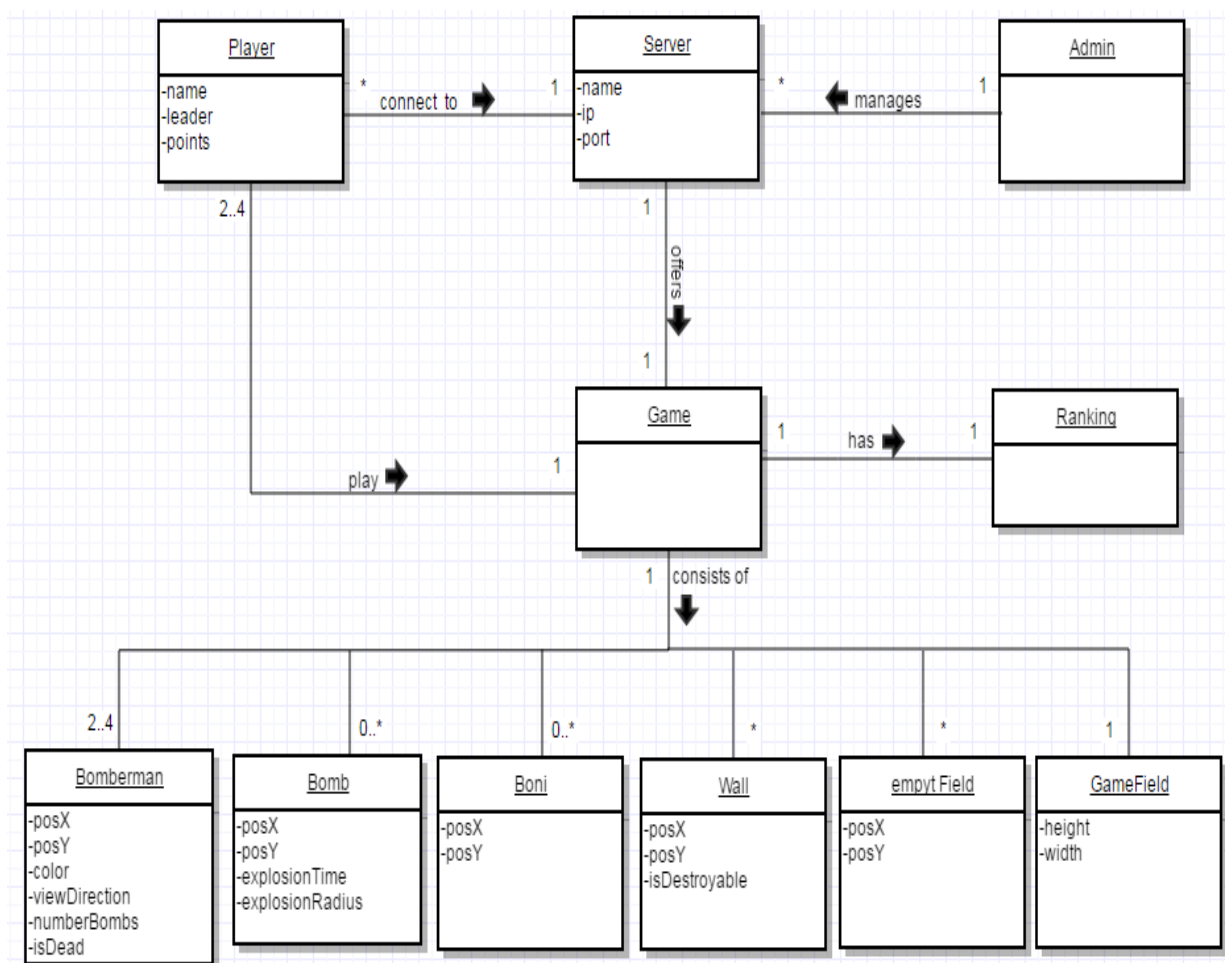 Player
-name
-leader
-points
Server
-name
-ip
-port
Admin
* connect to 1
* manages 1
2..4
1
offers
1
Game
Ranking
1 has 1
play 1
1 consists of
2..4
0..*
0..*
*
*
1
Bomberman
-posX
-posY
-color
-viewDirection
-numberBombs
-isDead
Bomb
-posX
-posY
-explosionTime
-explosionRadius
Boni
-posX
-posY
Wall
-posX
-posY
-isDestroyable
empyt Field
-posX
-posY
GameField
-height
-width